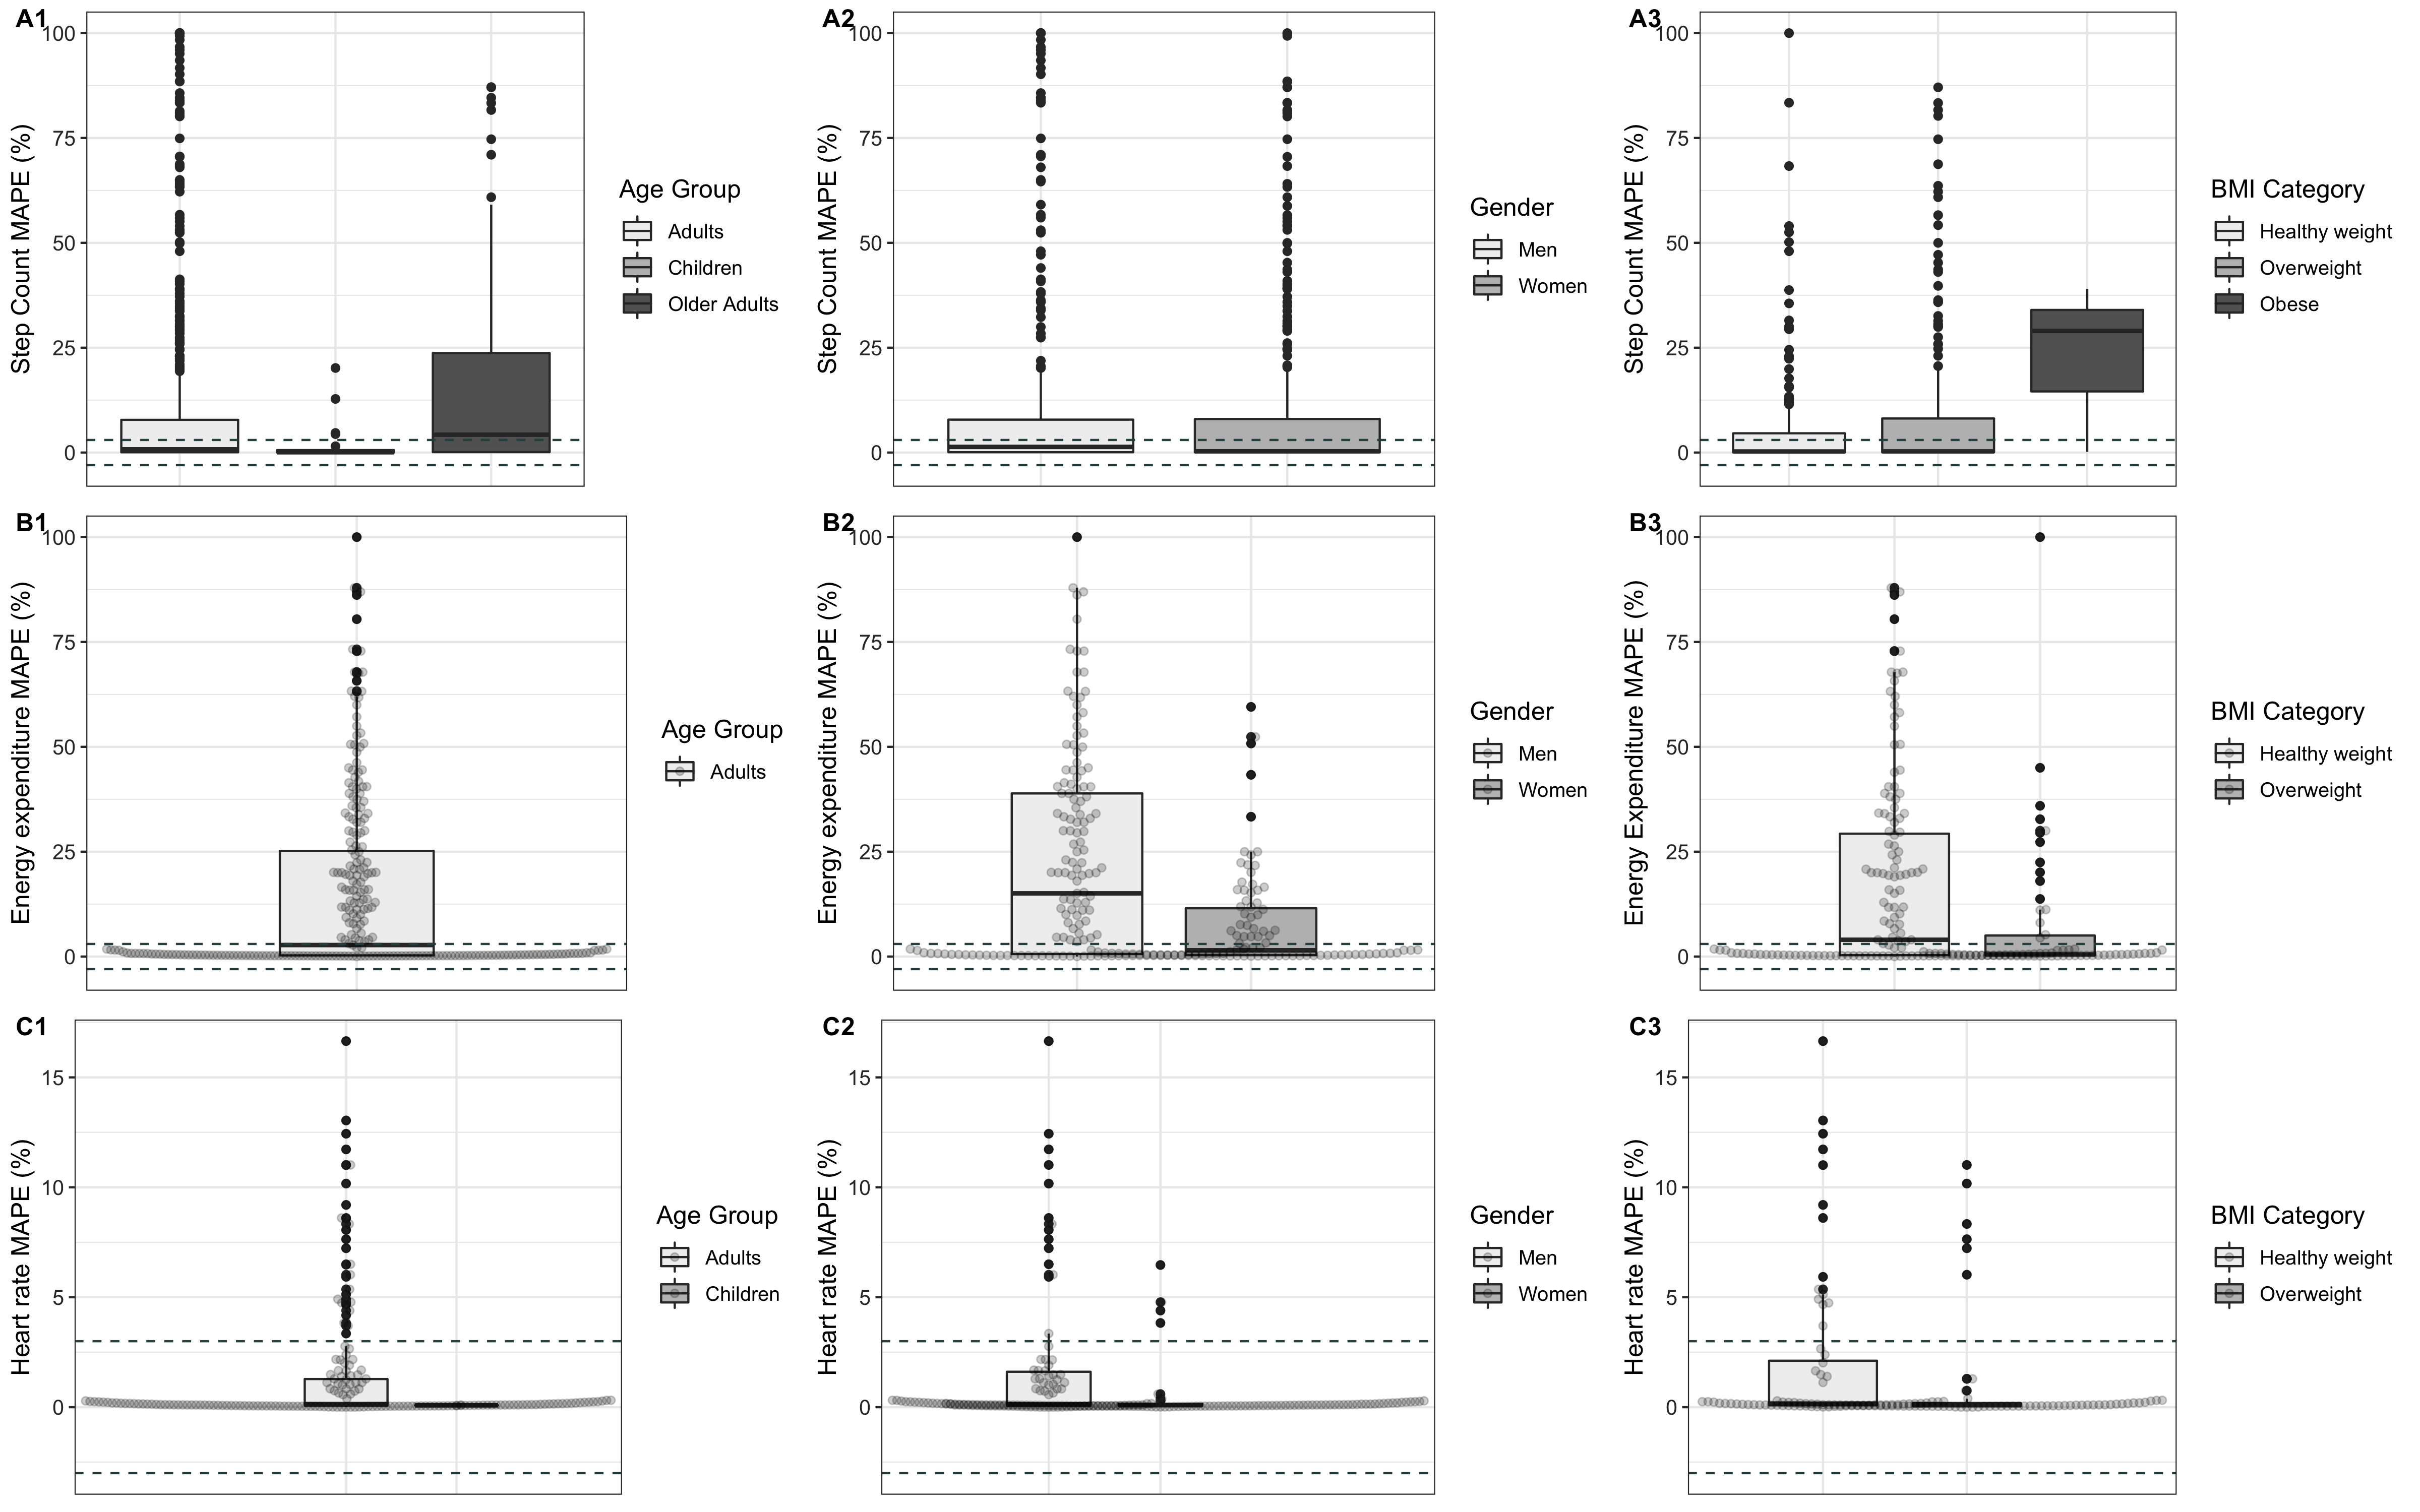 A1
Step Count MAPE (%)
100
75
50
25
0
Age Group
Adults
Children
Older Adults
A2
Step Count MAPE (%)
100
75
50
25
0
Gender
Men
Women
A3
Step Count MAPE (%)
100
75
50
25
0
BMI Category
Healthy weight
Overweight
Obese
B1
Energy expenditure MAPE (%)
100
75
50
25
0
Age Group
Adults
B2
Energy expenditure MAPE (%)
100
75
50
25
0
Gender
Men
Women
B3
Energy Expenditure MAPE (%)
100
75
50
25
0
BMI Category
Healthy weight
Overweight
C1
Heart rate MAPE (%)
15
10
5
0
Age Group
Adults
Children
C2
Heart rate MAPE (%)
15
10
5
0
Gender
Men
Women
C3
Heart rate MAPE (%)
15
10
5
0
BMI Category
Healthy weight
Overweight